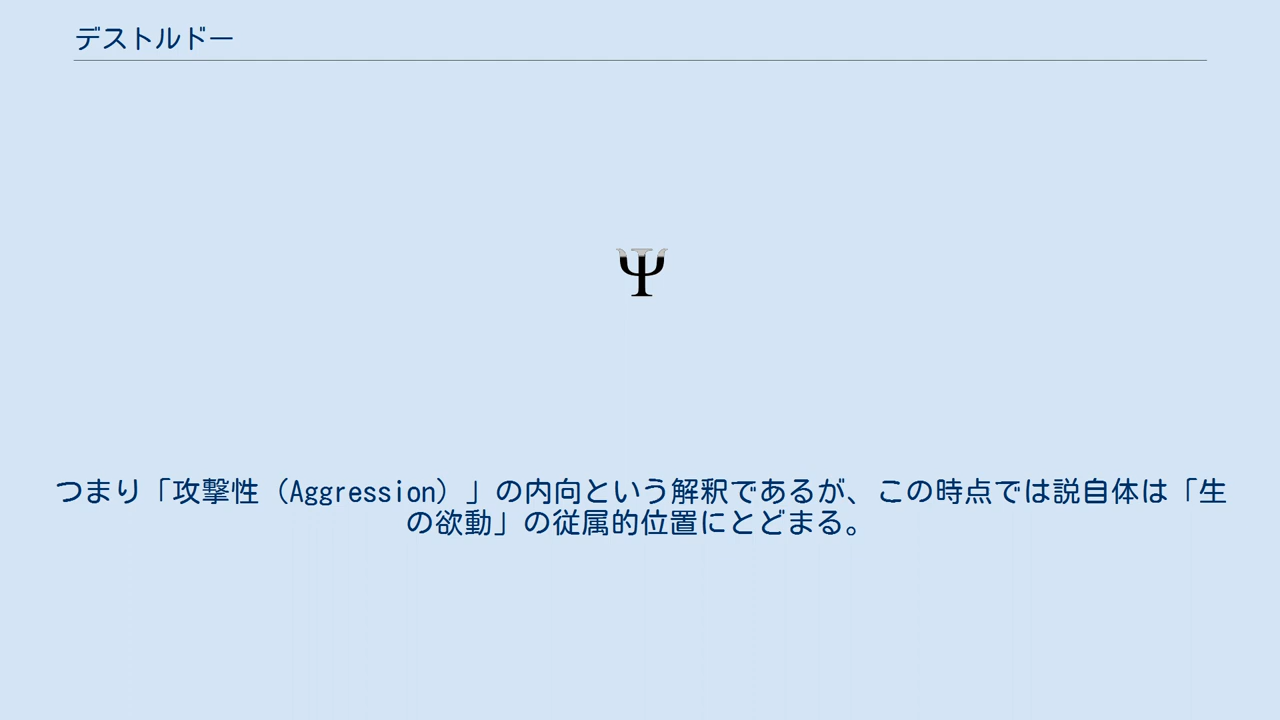 デストルドー
Ψ
つまり「攻撃性（Aggression）」の内向という解釈であるが、この時点では説自体は「生
の欲動」の従属的位置にとどまる。